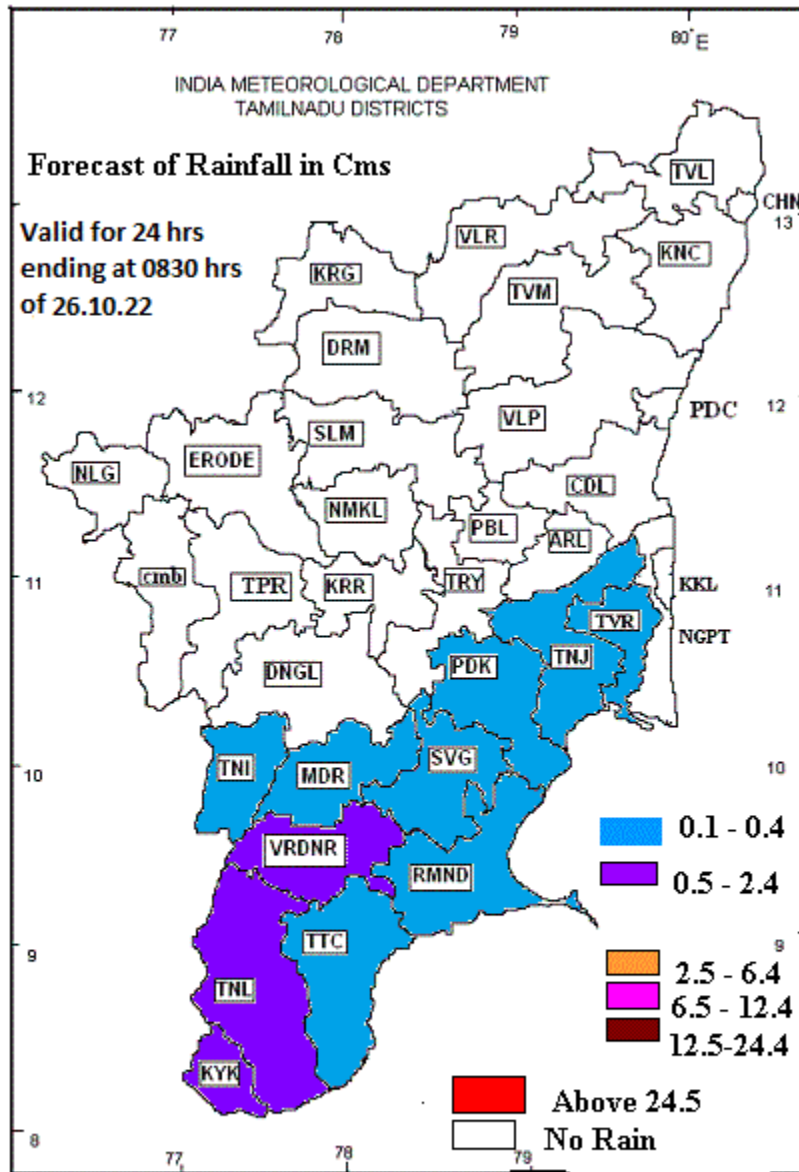 77 78 79 80°E
INDIA METEOROLOGICAL DEPARTMENT
TAMILNADU DISTRICTS
Forecast of Rainfall in Cms
TVL
CHN
13
Valid for 24 hrs
ending at 0830 hrs
of 26.10.22
VLR
KNC
KRG
TVM
DRM
12
12
PDC
VLP
SLM
ERODE
NLG
CDL
NMKL
PBL
ARL
11
cmb
TPR
KRR
TRY
KKL
11
TVR
NGPT
TNJ
PDK
DNGL
10
TNI
MDR
SVG
10
0.1 - 0.4
VRDNR
RMND
0.5 - 2.4
9
TTC
9
2.5 - 6.4
TNL
6.5 - 12.4
12.5-24.4
KYK
Above 24.5
8
No Rain
77 78 79